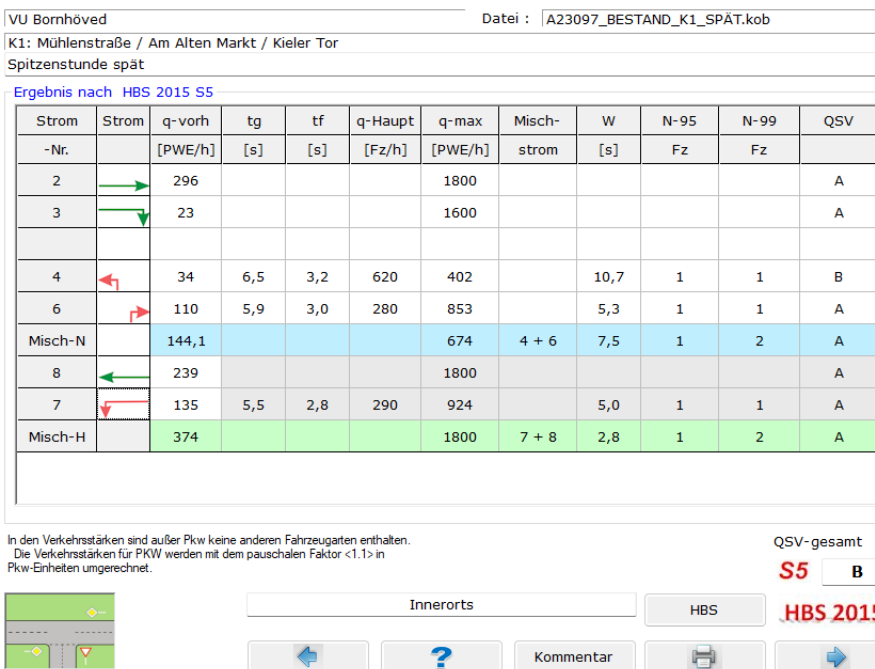 VU Bornhöved Datei : A23097_BESTAND_K1_SPÄT.kob
K1: Mühlenstraße / Am Alten Markt / Kieler Tor
Spitzenstunde spät
Ergebnis nach HBS 2015 S5
Strom Strom q-vorh tg tf q-Haupt q-max Misch- W N-95 N-99 QSV
-Nr. [PWE/h] [s] [s] [Fz/h] [PWE/h] strom [s] Fz Fz
2 296 1800 A
3 23 1600 A
4 34 6,5 3,2 620 402 10,7 1 1 B
6 110 5,9 3,0 280 853 5,3 1 1 A
Misch-N 144,1 674 4 + 6 7,5 1 2 A
8 239 1800 A
7 135 5,5 2,8 290 924 5,0 1 1 A
Misch-H 374 1800 7 + 8 2,8 1 2 A
In den Verkehrsstärken sind außer Pkw keine anderen Fahrzeugarten enthalten.
Die Verkehrsstärken für PKW werden mit dem pauschalen Faktor <1.1> in
Pkw-Einheiten umgerechnet.
QSV-gesamt
S5 B
Innerorts HBS HBS 2015
? Kommentar